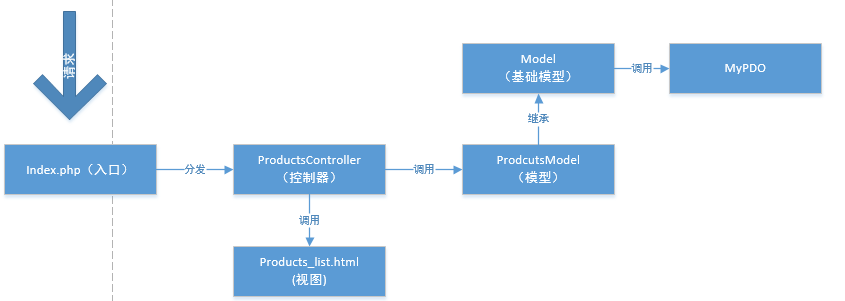 请求
Model
（基础模型）
调用
MyPDO
继承
Index.php（入口）
分发
ProductsController
（控制器）
调用
ProdcutsModel
（模型）
调用
Products_list.html
(视图)